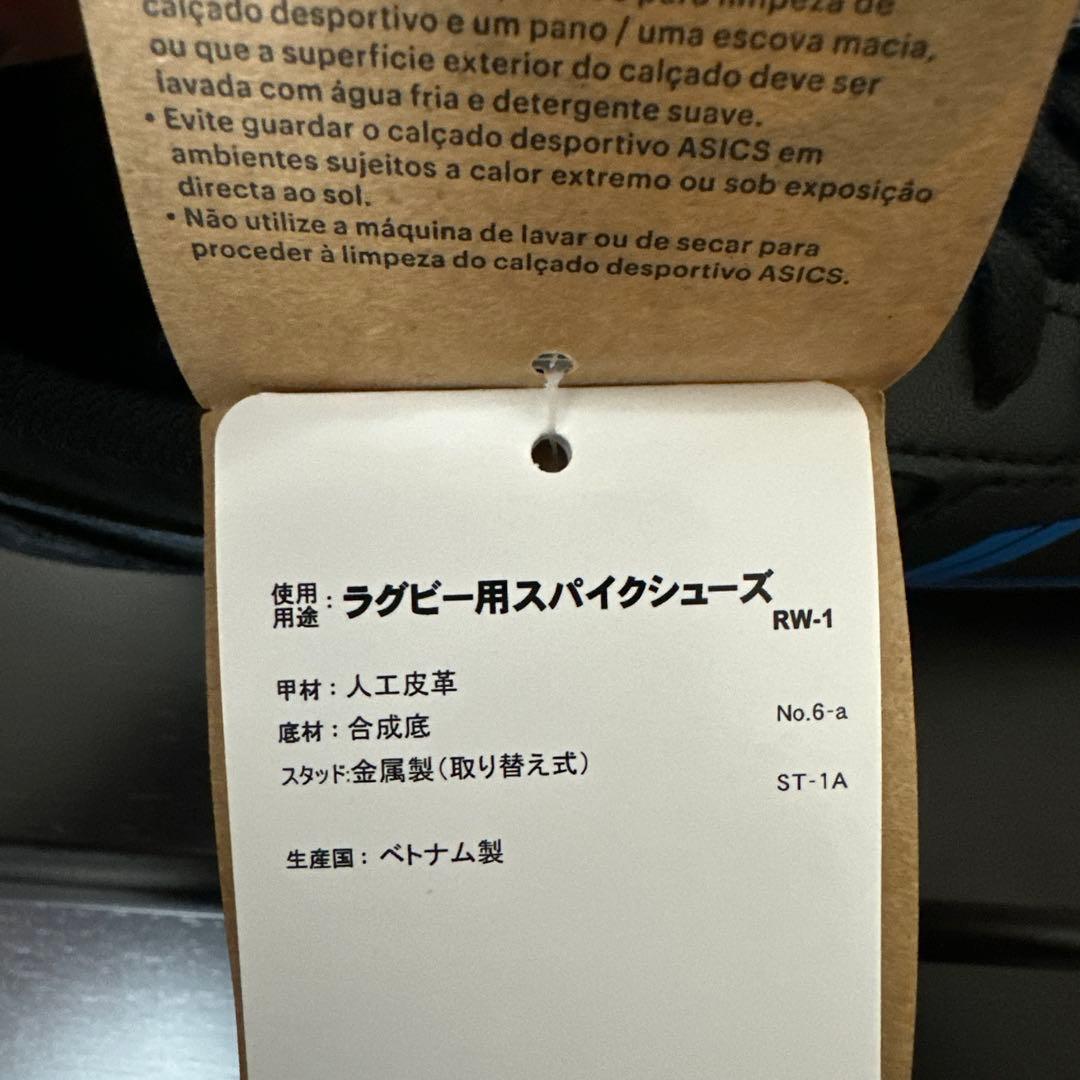 limpeza de
calçado desportivo e um pano / uma escova macia,
ou que a superfície exterior do calçado deve ser
lavada com água fria e detergente suave.
• Evite guardar o calçado desportivo ASICS em
ambientes sujeitos a calor extremo ou sob exposição
directa ao sol.
• Não utilize a máquina de lavar ou de secar para
proceder à limpeza do calçado desportivo ASICS.
使用用途：ラグビー用スパイクシューズ
RW-1
甲材：人工皮革
No.6-a
底材：合成底
スタッド:金属製(取り替え式)
ST-1A
生産国：ベトナム製